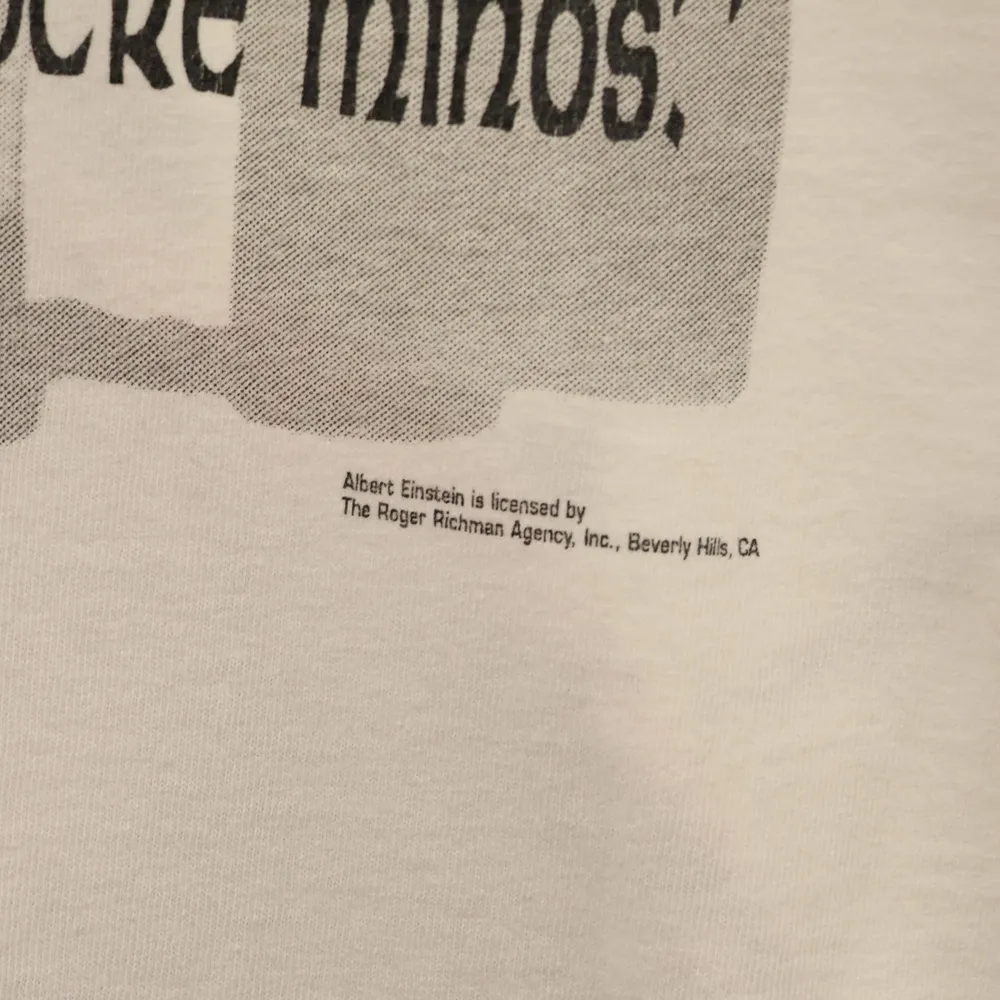 minds."
Albert Einstein is licensed by
The Roger Richman Agency, Inc., Beverly Hills, CA